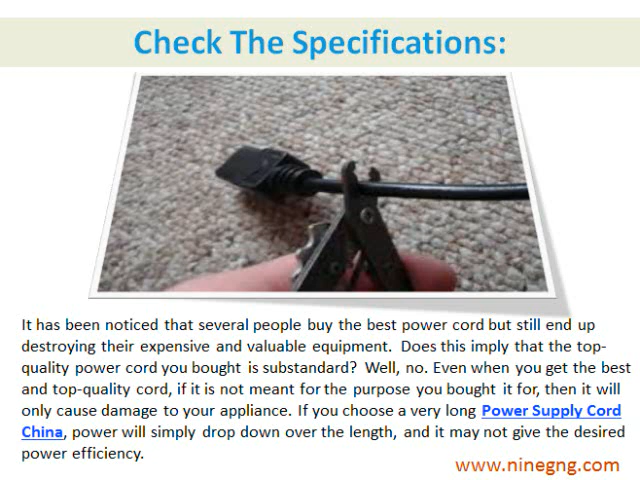 Check The Specifications:
It has been noticed that several people buy the best power cord but still end up
destroying their expensive and valuable equipment.  Does this imply that the top-
quality power cord you bought is substandard?  Well, no. Even when you get the best
and top-quality cord, if it is not meant for the purpose you bought it for, then it will
only cause damage to your appliance. If you choose a very long Power Supply Cord
China, power will simply drop down over the length, and it may not give the desired
power efficiency.
www.ninegng.com